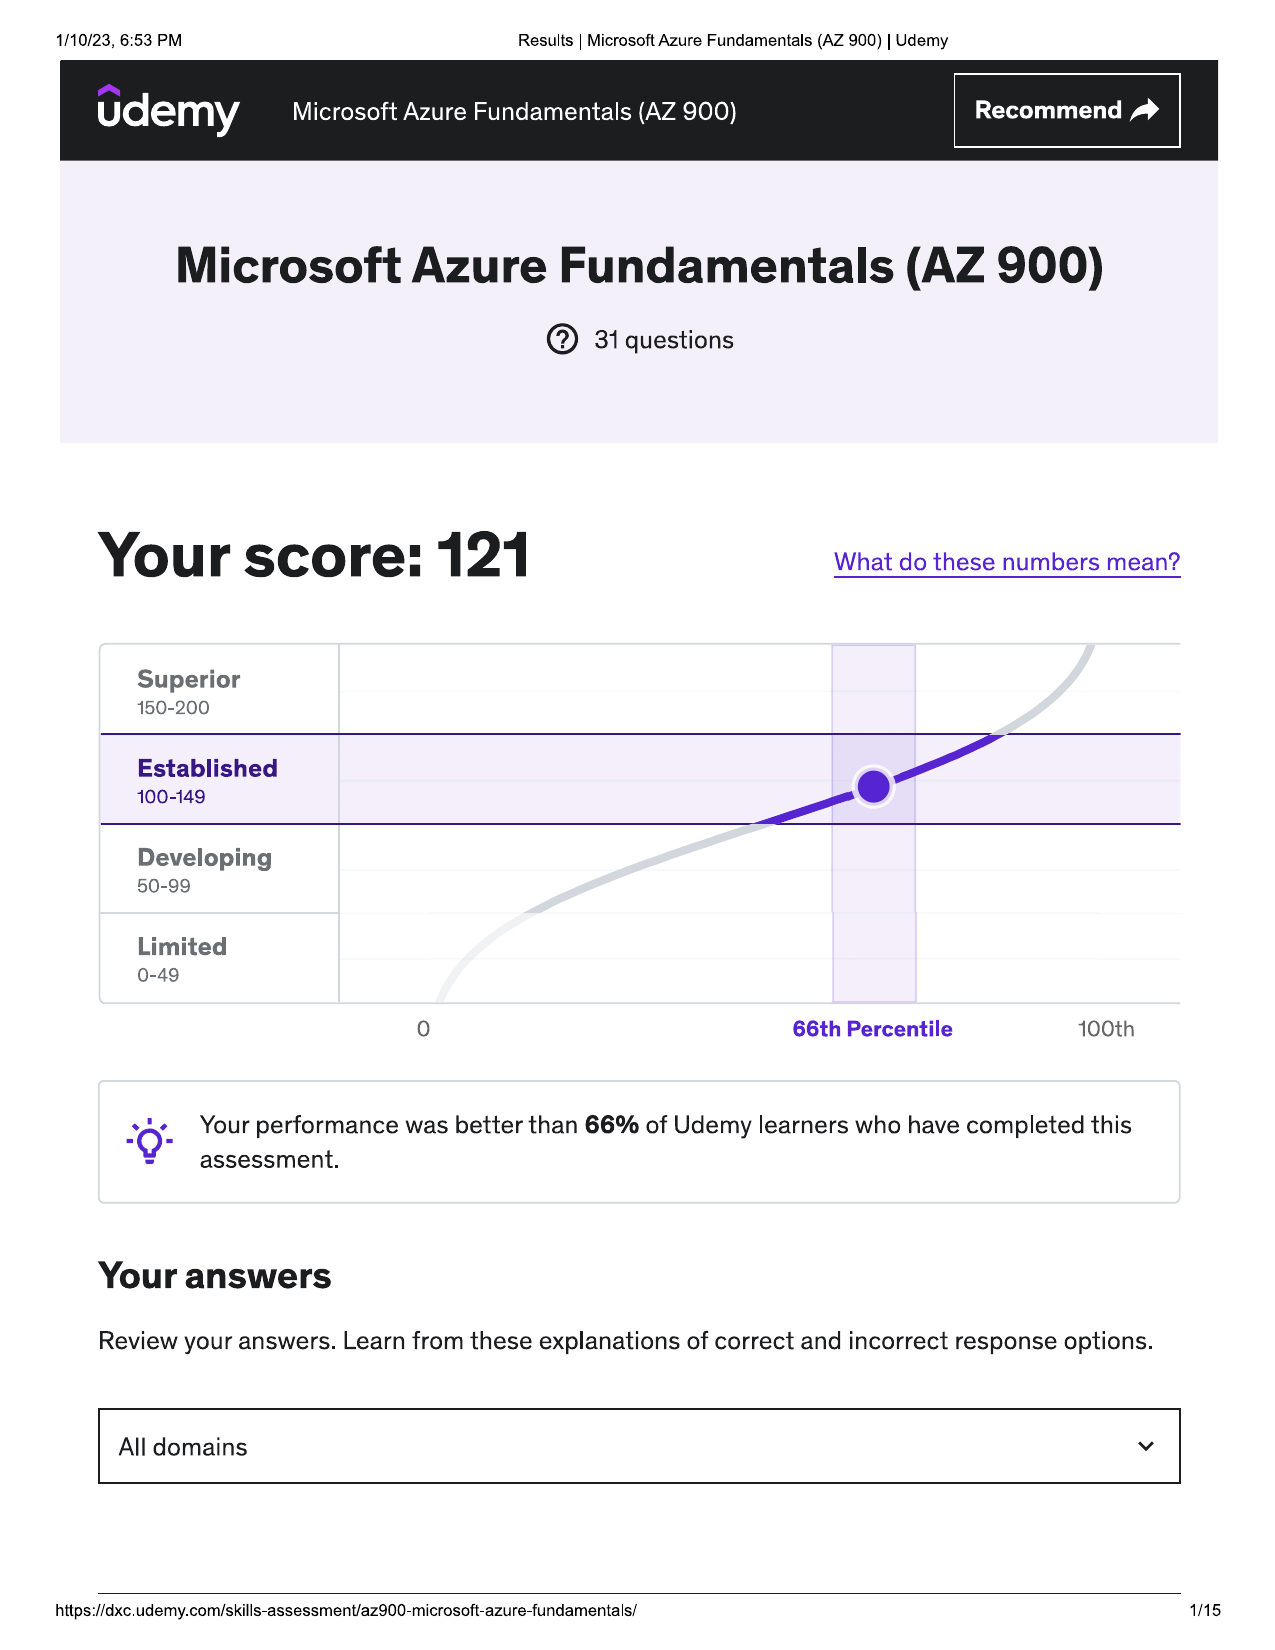 1/10/23, 6:53 PM
Results | Microsoft Azure Fundamentals (AZ 900) | Udemy
udemy
Microsoft Azure Fundamentals (AZ 900)
Recommend
Microsoft Azure Fundamentals (AZ 900)
31 questions
Your score: 121
What do these numbers mean?
Superior
150-200
Established
100-149
Developing
50-99
Limited
0-49
0
66th Percentile
100th
Your performance was better than 66% of Udemy learners who have completed this
assessment.
Your answers
Review your answers. Learn from these explanations of correct and incorrect response options.
All domains
https://dxc.udemy.com/skills-assessment/az900-microsoft-azure-fundamentals/
1/15